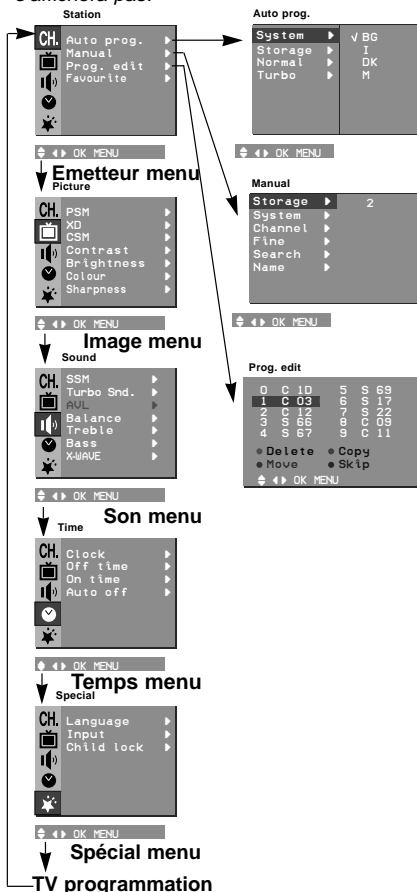 s'affichera pas.
Station
CH. Auto prog.
Manual
Prog. edit
Favourite
OK MENU
Auto prog.
System √ BG
Storage I
Normal DK
Turbo M
OK MENU
Emetteur menu
Picture
CH. PSM
XD
CSM
Contrast
Brightness
Colour
Sharpness
OK MENU
Manual
Storage 2
System
Channel
Fine
Search
Name
OK MENU
Image menu
Sound
CH. SSM
Turbo Snd.
AVL
Balance
Treble
Bass
X-WAVE
OK MENU
Prog. edit
0 C 1D 5 S 69
1 C 03 6 S 17
2 C 12 7 S 22
3 S 66 8 C 09
4 S 67 9 C 11
Delete Copy
Move Skip
OK MENU
Son menu
Time
CH. Clock
Off time
On time
Auto off
OK MENU
Temps menu
Special
CH. Language
Input
Child lock
OK MENU
Spécial menu
TV programmation